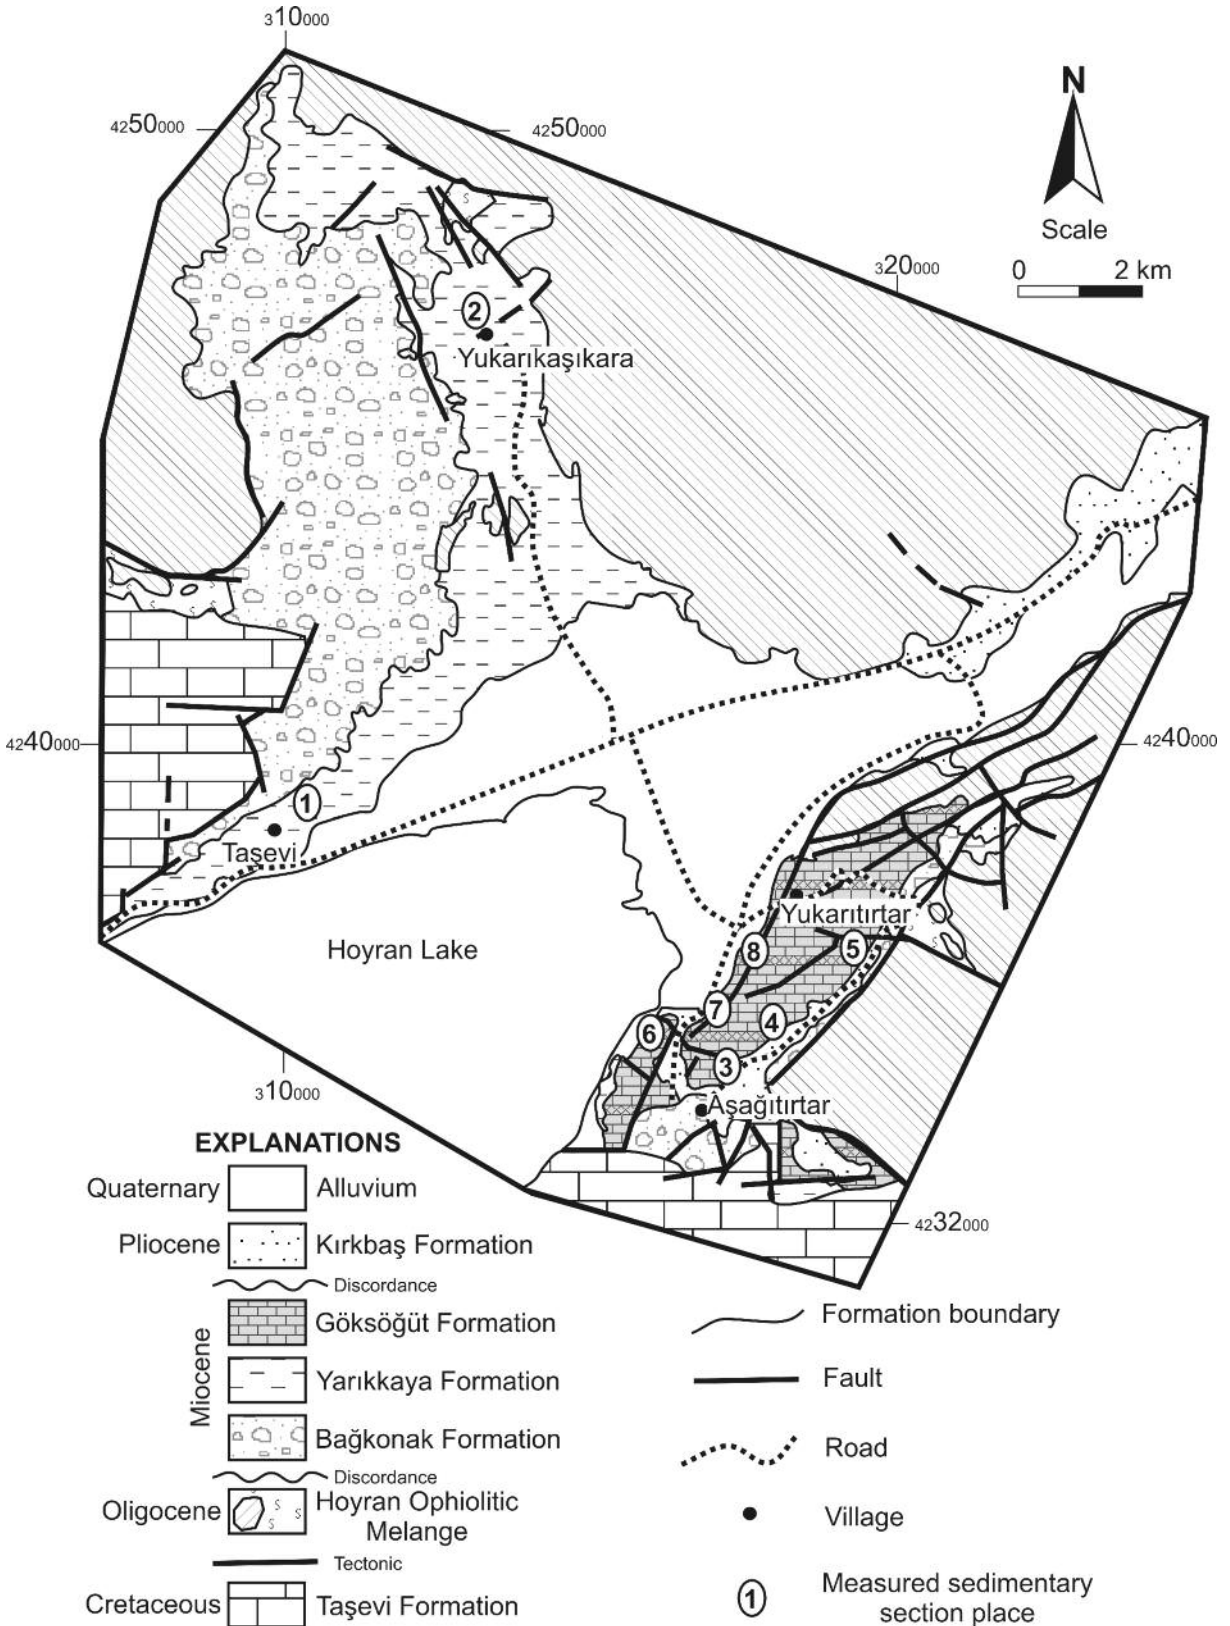 310000
N
4250000
4250000
Scale
320000
0 2 km
2
Yukarıkaşıkara
4240000
4240000
1
Taşevi
Yukarıtırtar
Hoyran Lake
8
5
7
4
6
3
310000
Aşağıtırtar
EXPLANATIONS
Quaternary Alluvium
4232000
Pliocene Kırkbaş Formation
Discordance
Miocene
Göksöğüt Formation
Yarıkkaya Formation
Bağkonak Formation
Discordance
Oligocene Hoyran Ophiolitic
Melange
Tectonic
Cretaceous Taşevi Formation
Formation boundary
Fault
Road
Village
1 Measured sedimentary
section place